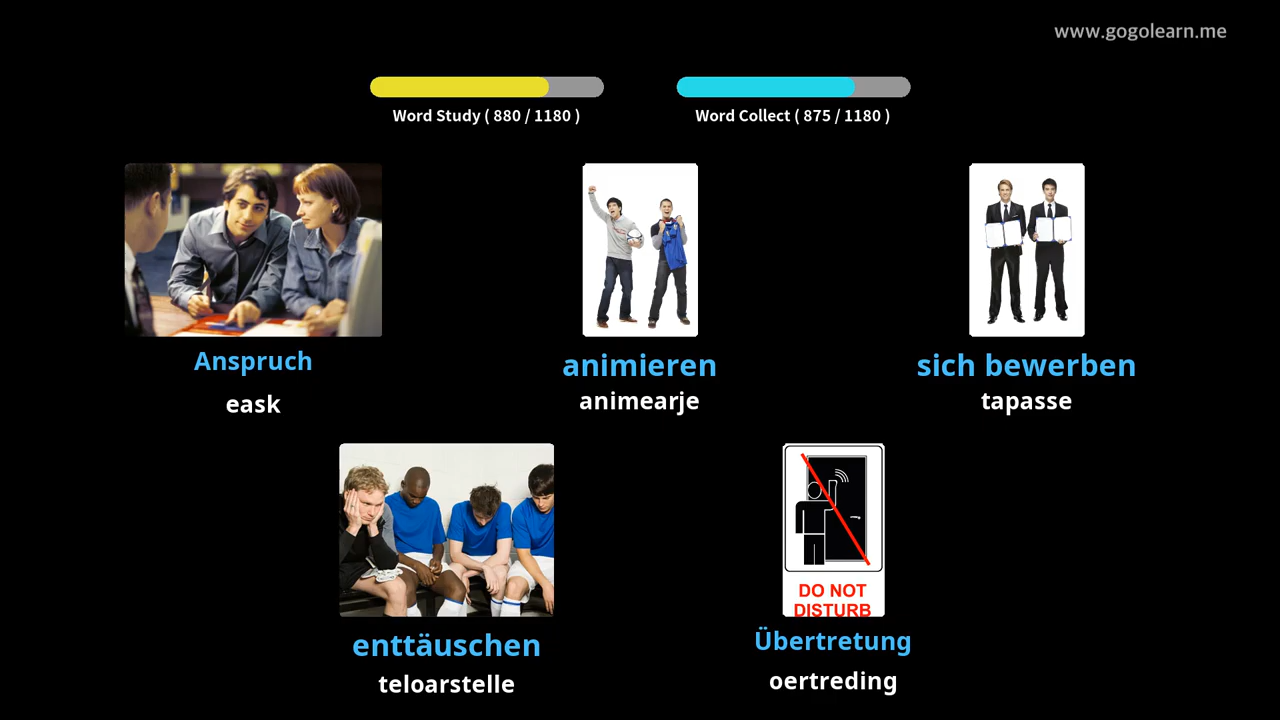 www.gogolearn.me
Word Study ( 880 / 1180 )
Word Collect ( 875 / 1180 )
Anspruch
eask
animieren
animearje
sich bewerben
tapasse
DO NOT
DISTURB
enttäuschen
teloarstelle
Übertretung
oertreding